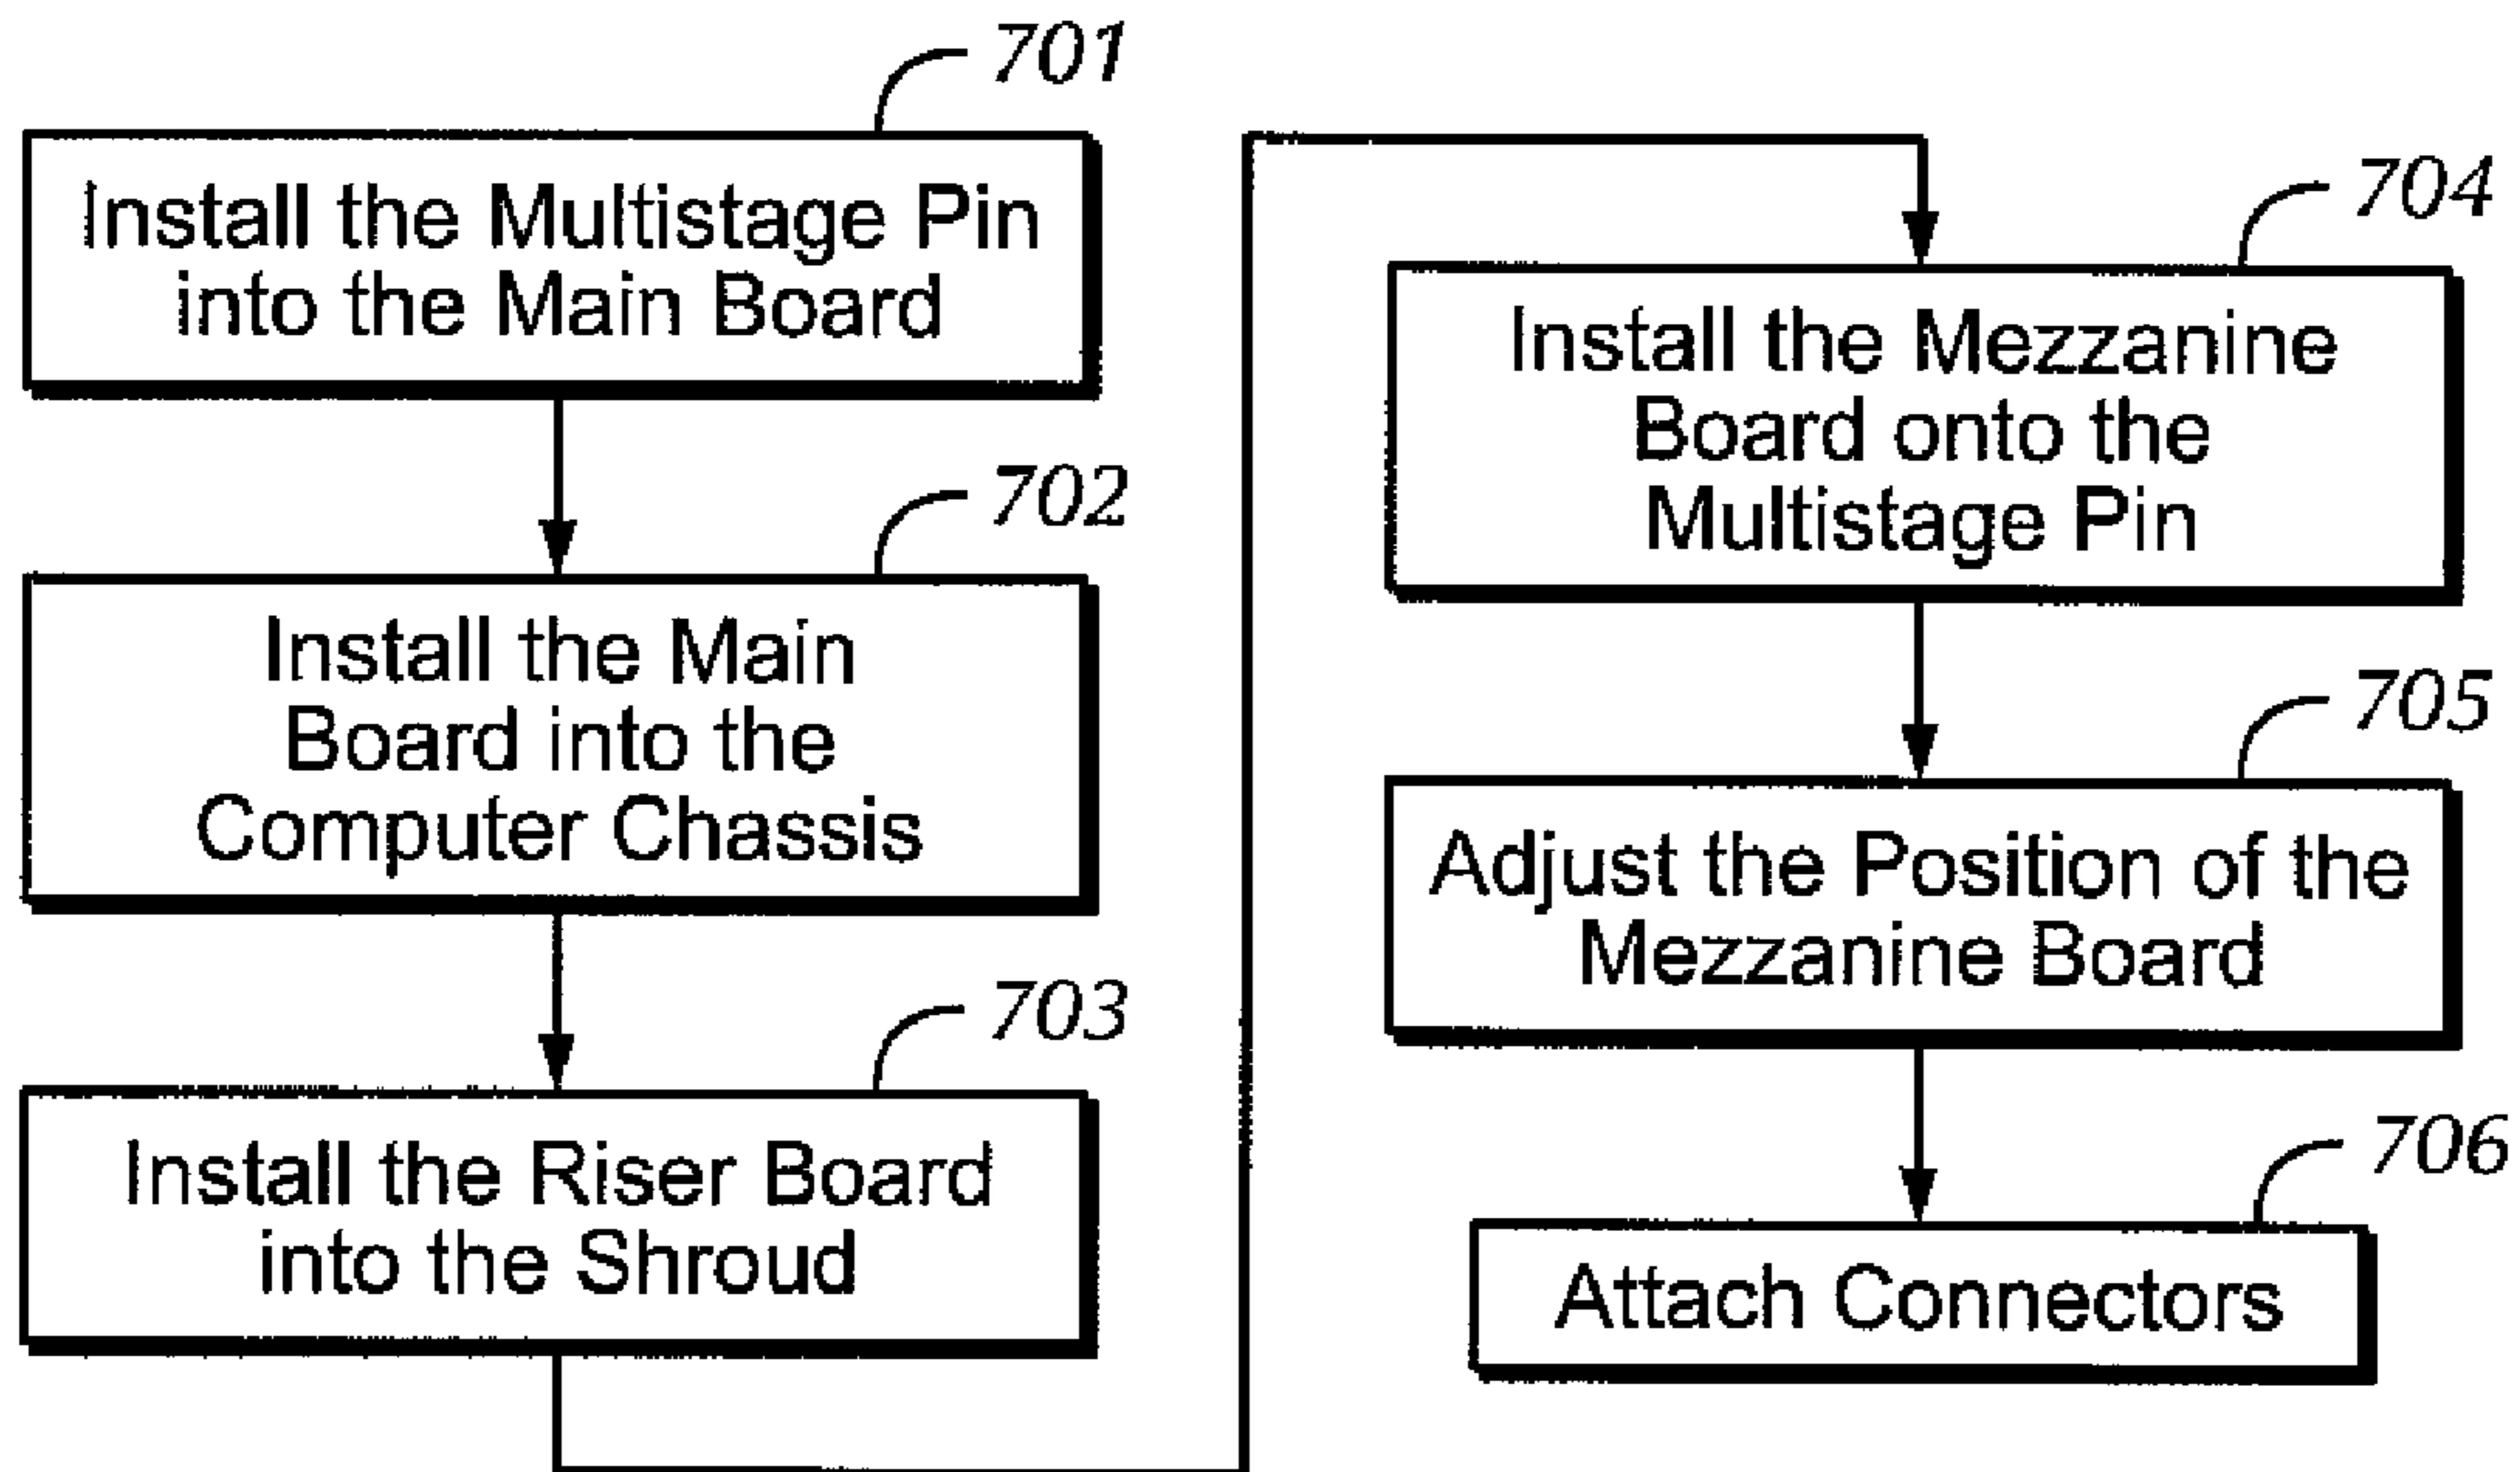 701
Install the Multistage Pin
into the Main Board
702
Install the Main
Board into the
Computer Chassis
703
Install the Riser Board
into the Shroud
704
Install the Mezzanine
Board onto the
Multistage Pin
705
Adjust the Position of the
Mezzanine Board
706
Attach Connectors